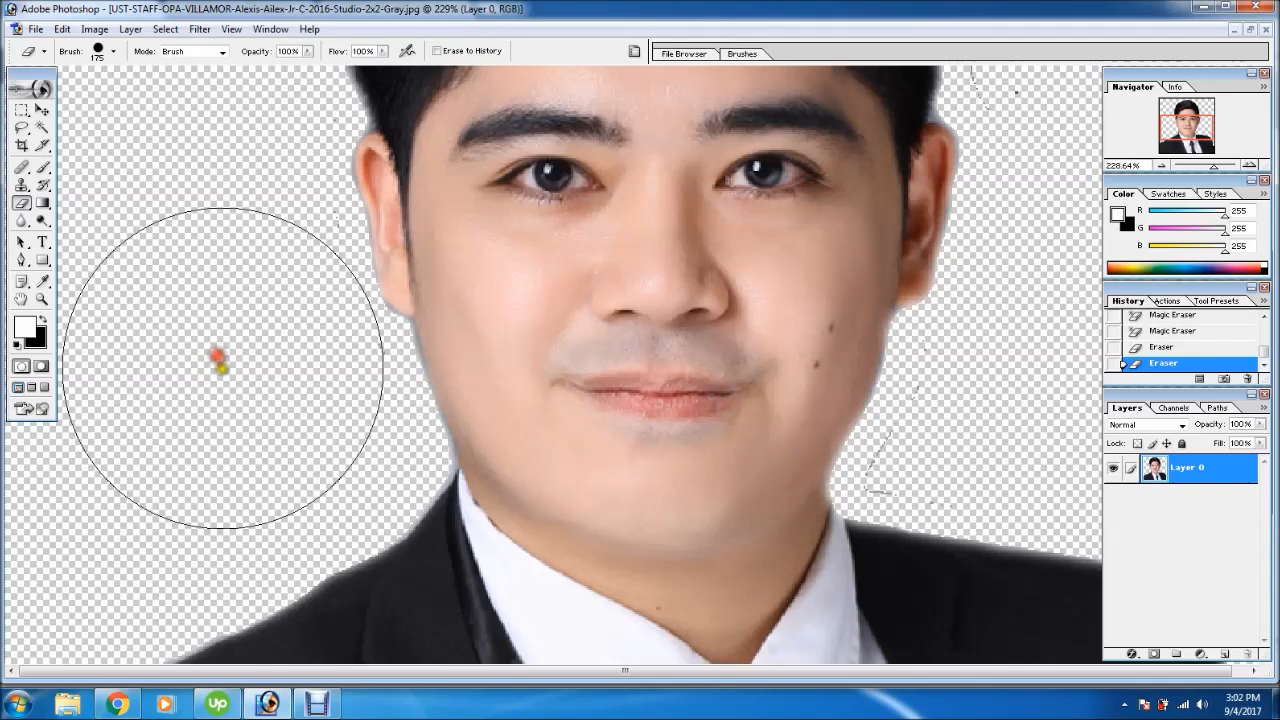 Adobe Photoshop - [UST-STAFF-OPA-VILLAMOR-Alexis-Ailex-Jr-C-2016-Studio-2x2-Gray.jpg @ 229% (Layer 0, RGB)]
File Edit Image Layer Select Filter View Window Help
Brush: 175 Mode: Brush Opacity: 100% Flow: 100% Erase to History File Browser Brushes
Navigator Info
228.64%
Color Swatches Styles
R 255
G 255
B 255
History Actions Tool Presets
Magic Eraser
Magic Eraser
Eraser
Eraser
Layers Channels Paths
Normal Opacity: 100%
Lock: Fill: 100%
Layer 0
up
3:02 PM
9/4/2017